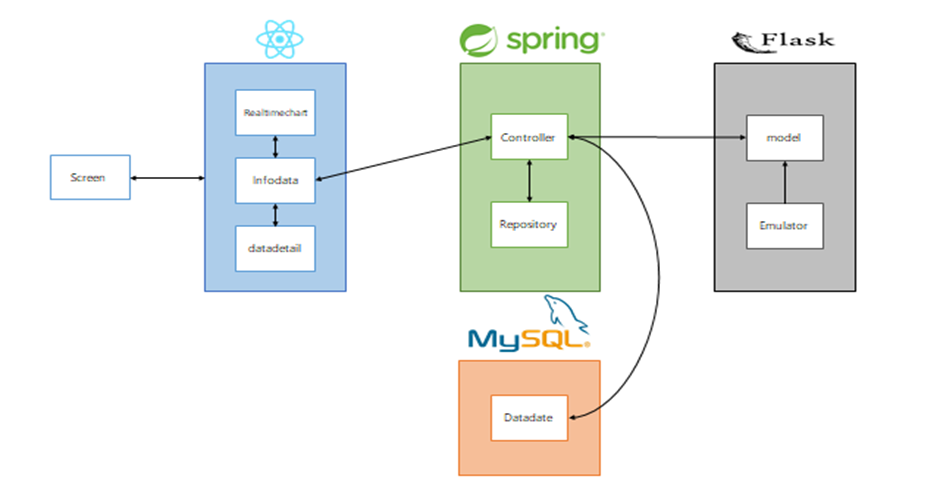 spring
Flask
Realtimechart
Controller
model
Screen
Infodata
Repository
Emulator
datadetail
MySQL
Datadate